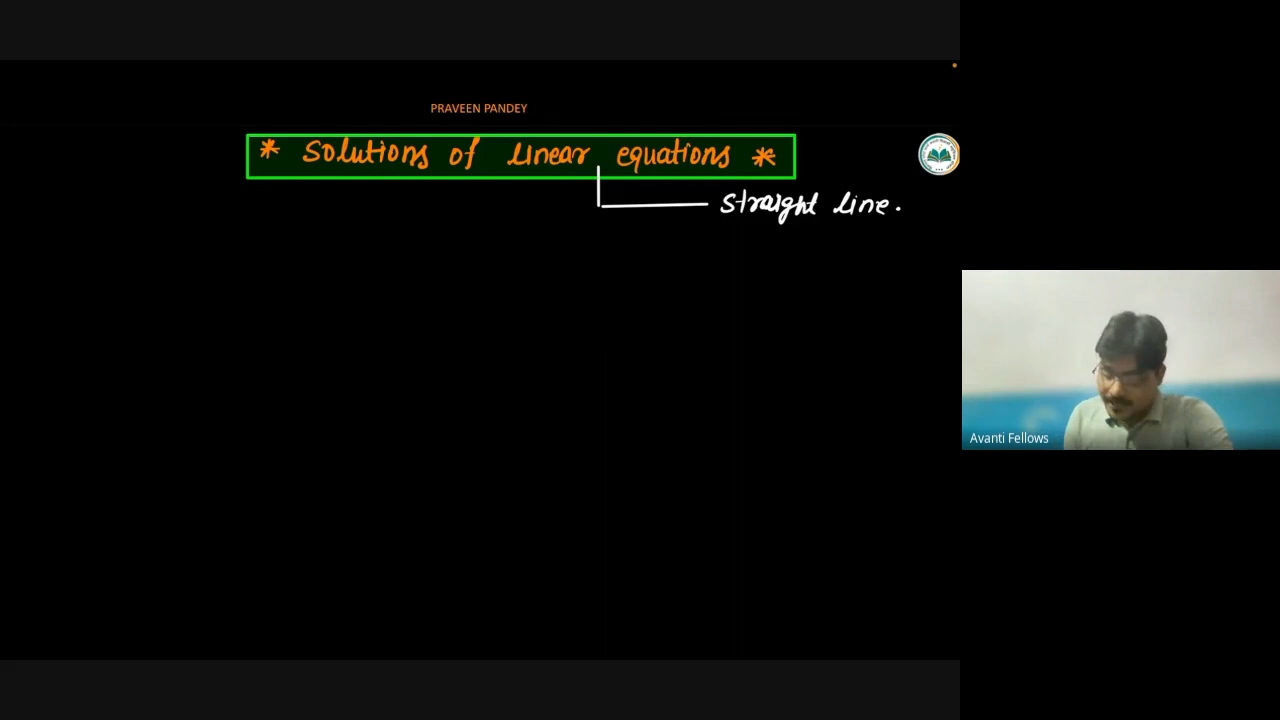 PRAVEEN PANDEY
* Solutions of linear equations *
straight line.
Avanti Fellows